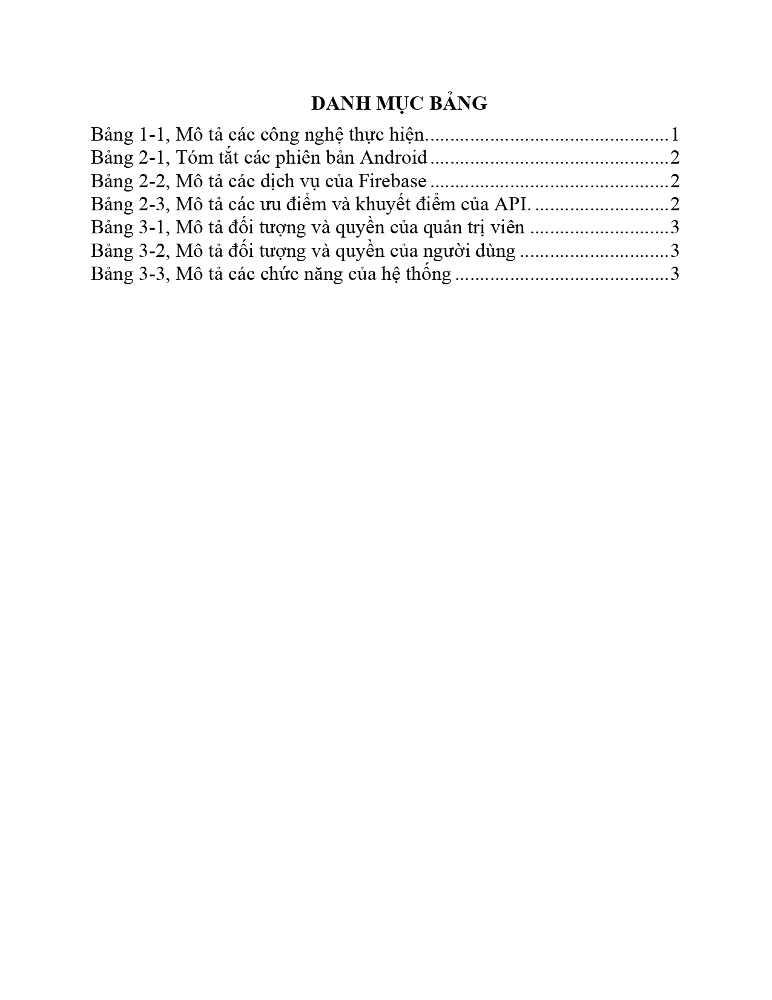 DANH MỤC BẢNG
Bảng 1-1, Mô tả các công nghệ thực hiện................................................1
Bảng 2-1, Tóm tắt các phiên bản Android ................................................2
Bảng 2-2, Mô tả các dịch vụ của Firebase ................................................2
Bảng 2-3, Mô tả các ưu điểm và khuyết điểm của API. ...........................2
Bảng 3-1, Mô tả đối tượng và quyền của quản trị viên ............................3
Bảng 3-2, Mô tả đối tượng và quyền của người dùng ..............................3
Bảng 3-3, Mô tả các chức năng của hệ thống ...........................................3